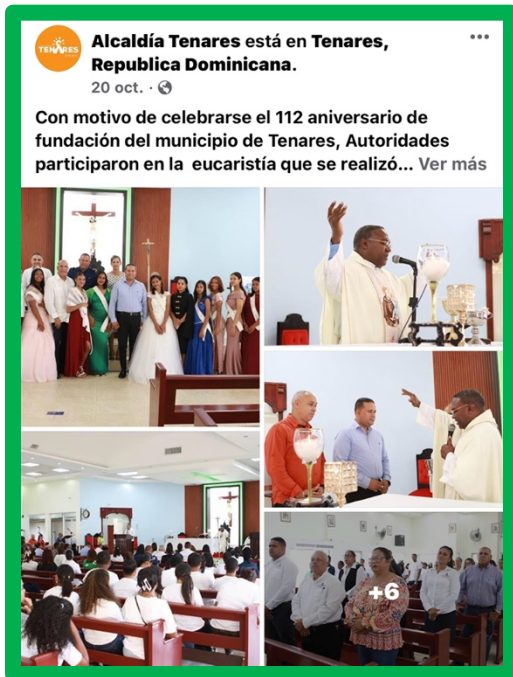 TENARES
Alcaldía Tenares está en Tenares,
Republica Dominicana.
20 oct. ·
Con motivo de celebrarse el 112 aniversario de
fundación del municipio de Tenares, Autoridades
participaron en la eucaristía que se realizó... Ver más
+6